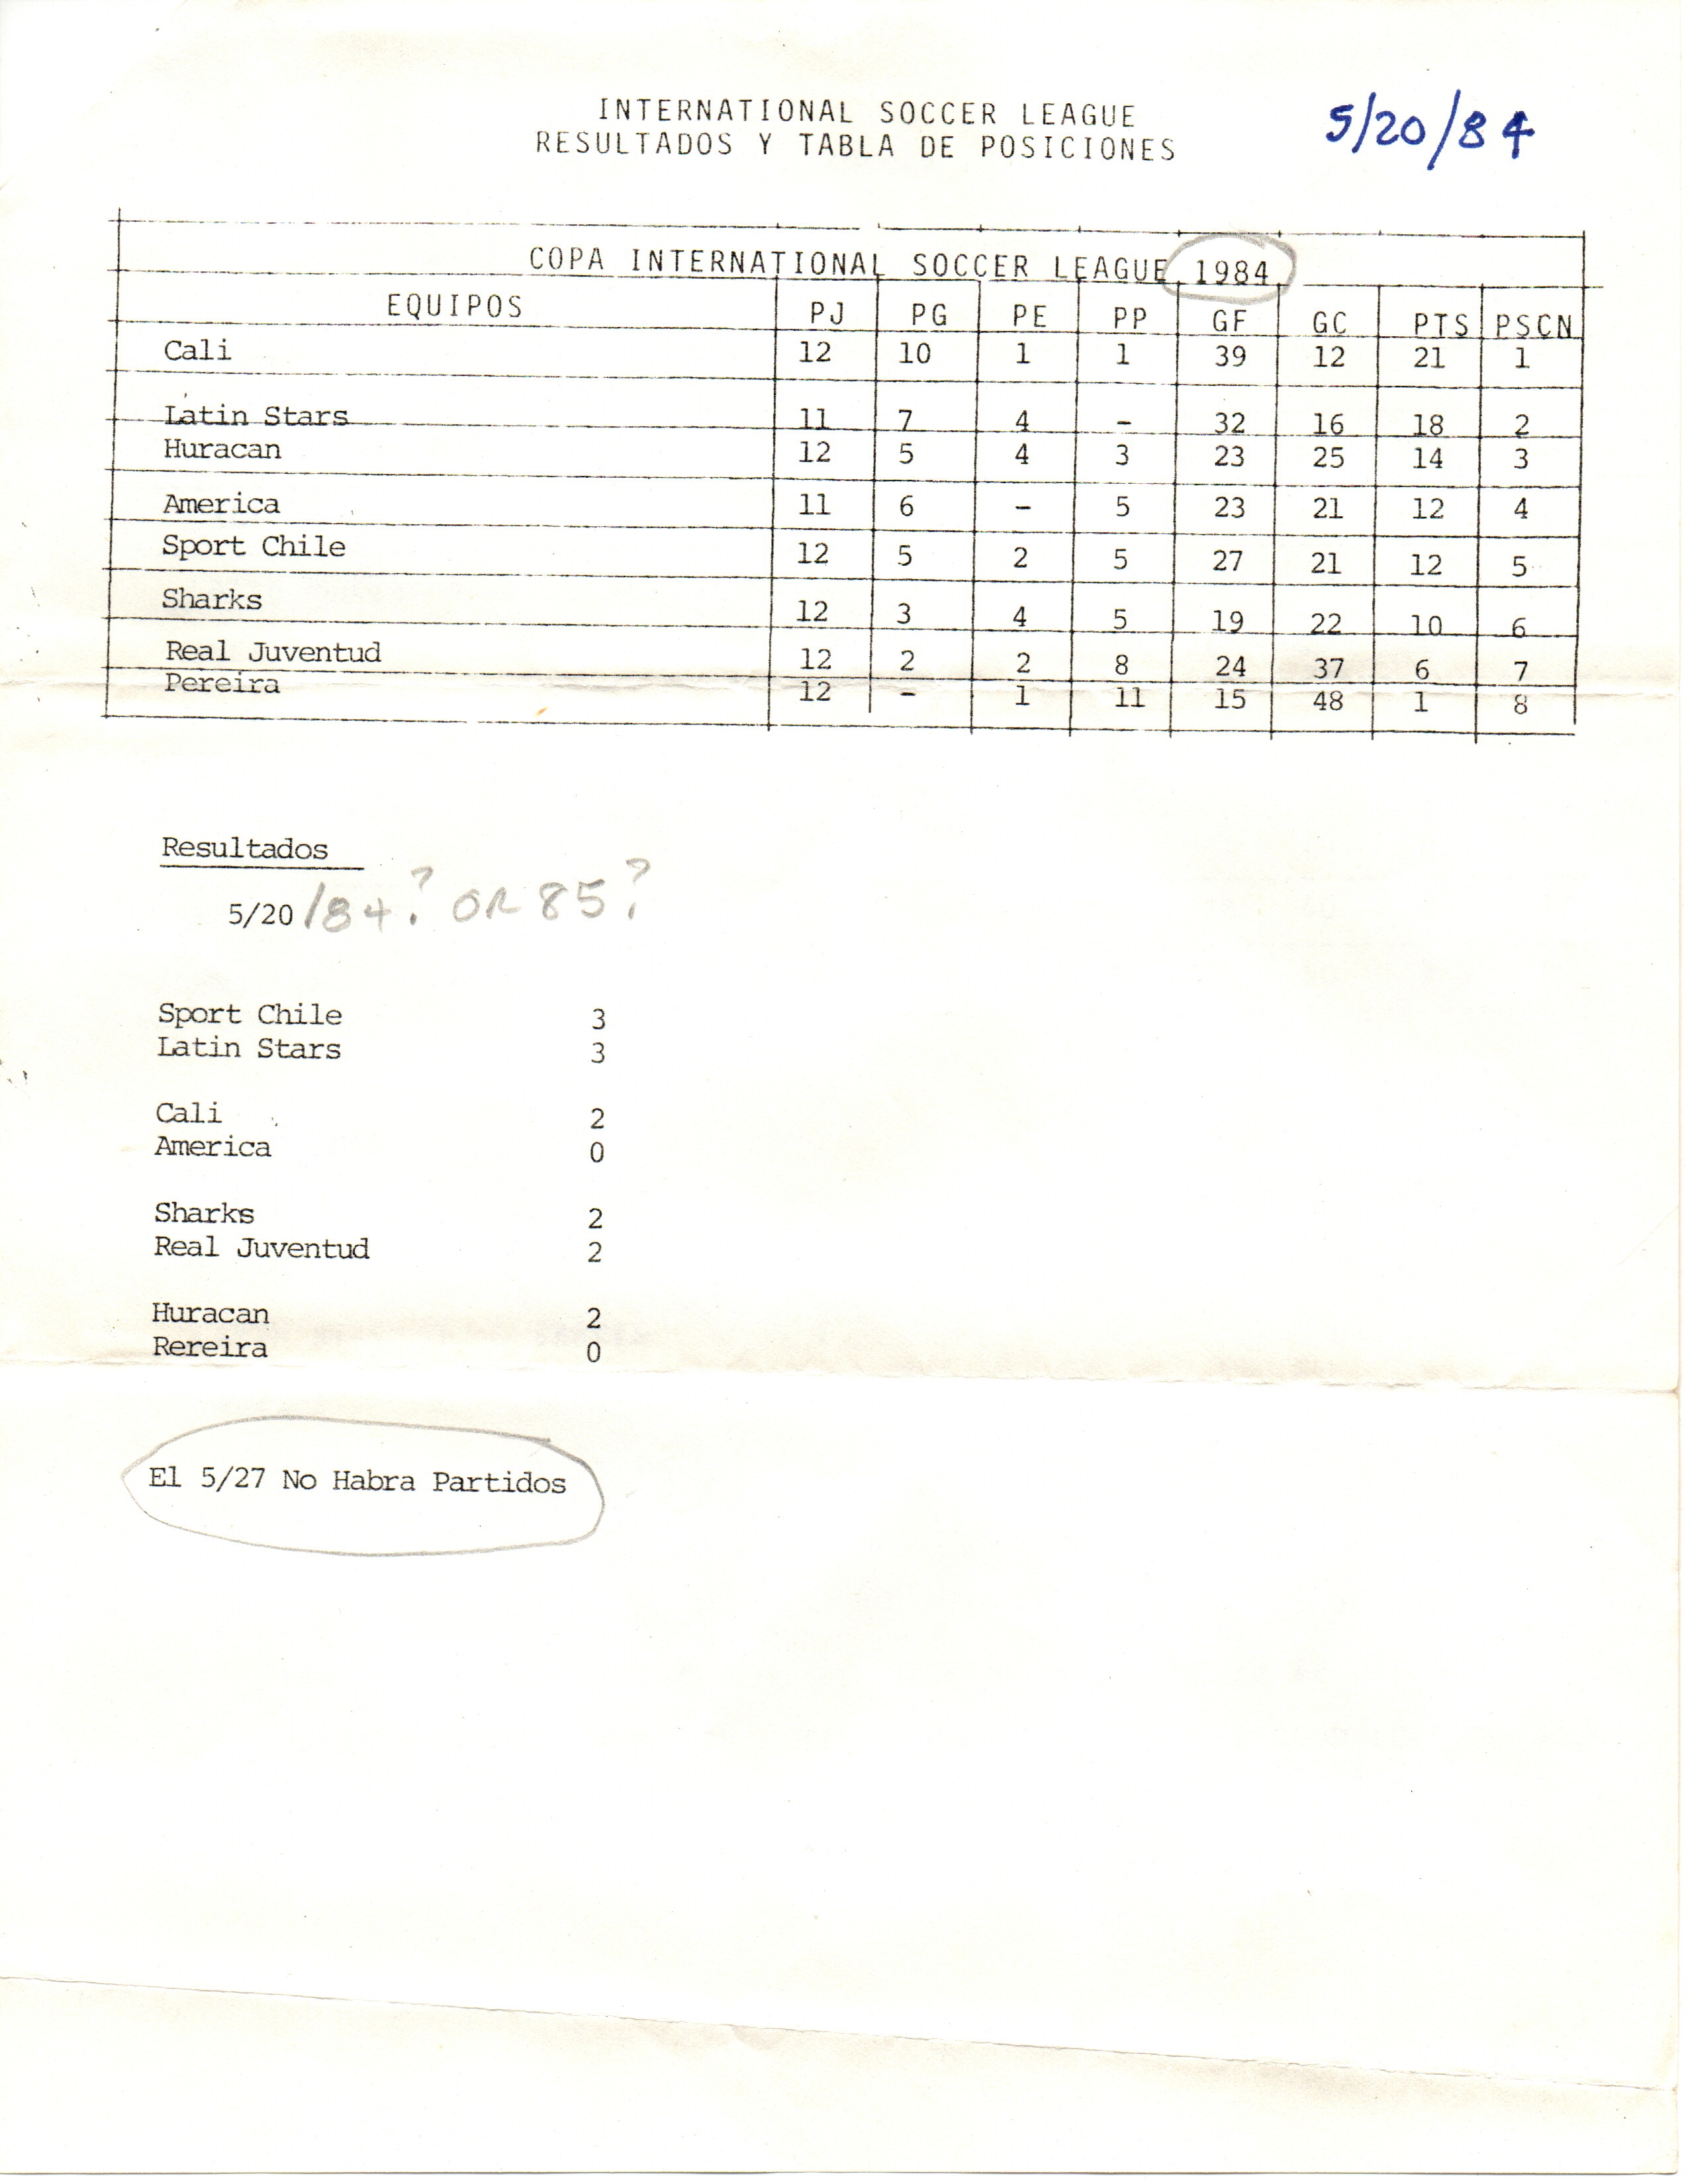 INTERNATIONAL SOCCER LEAGUE
RESULTADOS Y TABLA DE POSICIONES
5/20/84
COPA INTERNATIONAL SOCCER LEAGUE 1984
EQUIPOS PJ PG PE PP GF GC PTS PSCN
Cali 12 10 1 1 39 12 21 1
Latin Stars 11 7 4 - 32 16 18 2
Huracan 12 5 4 3 23 25 14 3
America 11 6 - 5 23 21 12 4
Sport Chile 12 5 2 5 27 21 12 5
Sharks 12 3 4 5 19 22 10 6
Real Juventud 12 2 2 8 24 37 6 7
Pereira 12 - 1 11 15 48 1 8
Resultados
5/20 /84? OR 85?
Sport Chile 3
Latin Stars 3
Cali 2
America 0
Sharks 2
Real Juventud 2
Huracan 2
Rereira 0
El 5/27 No Habra Partidos